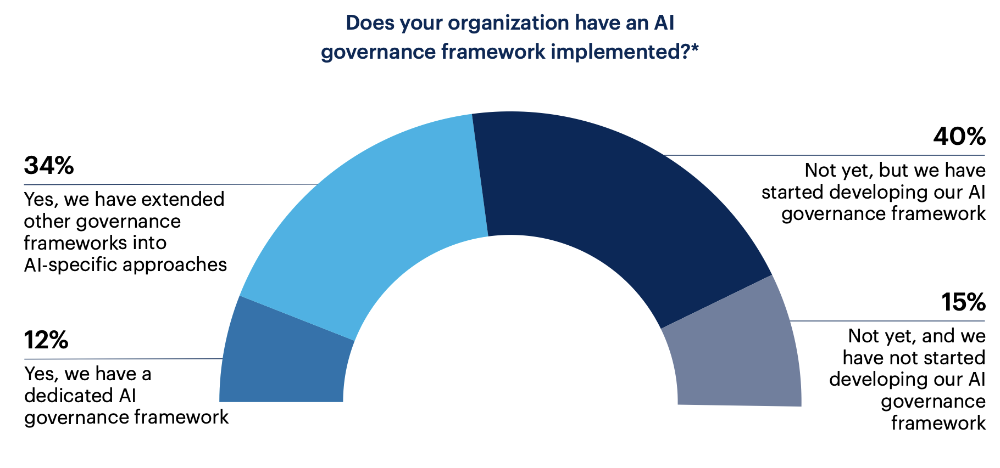 Does your organization have an AI
governance framework implemented?*
34%
Yes, we have extended
other governance
frameworks into
AI-specific approaches
12%
Yes, we have a
dedicated AI
governance framework
40%
Not yet, but we have
started developing our AI
governance framework
15%
Not yet, and we
have not started
developing our AI
governance
framework